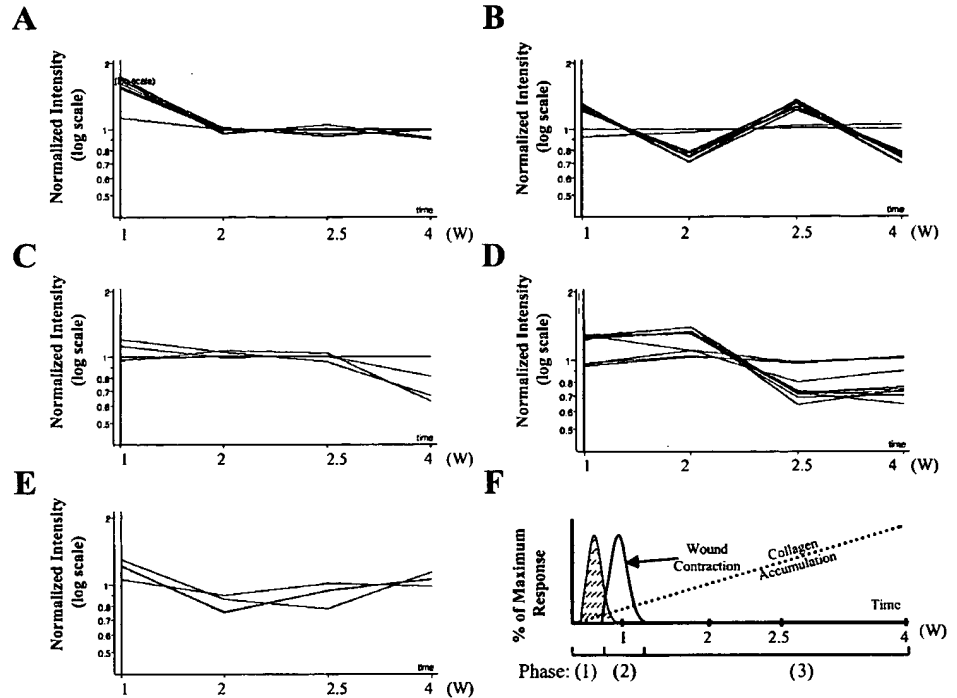 A
Normalized Intensity
(log scale)
(log scale)
2
1
0.8
0.7
0.6
0.5
time
1 2 2.5 4 (W)
B
Normalized Intensity
(log scale)
2
1
0.8
0.7
0.6
0.5
time
1 2 2.5 4 (W)
C
Normalized Intensity
(log scale)
2
1
0.8
0.7
0.6
0.5
time
1 2 2.5 4 (W)
D
Normalized Intensity
(log scale)
2
1
0.8
0.7
0.6
0.5
time
1 2 2.5 4 (W)
E
Normalized Intensity
(log scale)
2
1
0.8
0.7
0.6
0.5
time
1 2 2.5 4 (W)
F
% of Maximum
Response
Wound
Contraction
Collagen
Accumulation
Time
1 2 2.5 4 (W)
Phase: (1) (2) (3)